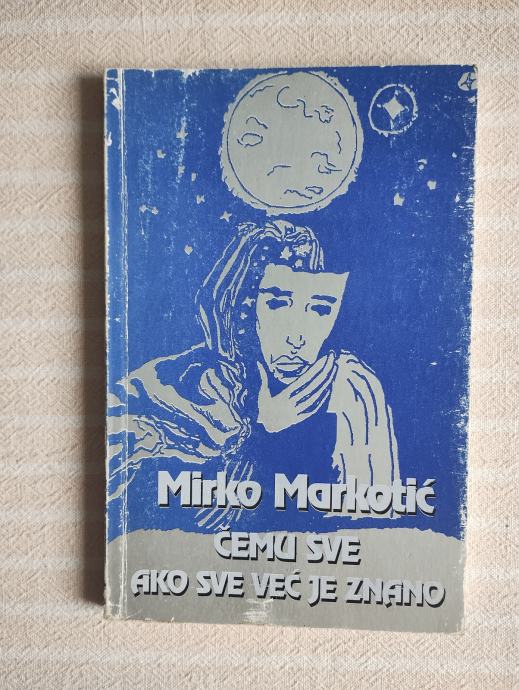 Mirko Markotić
ČEMU SVE
AKO SVE VEĆ JE ZNANO